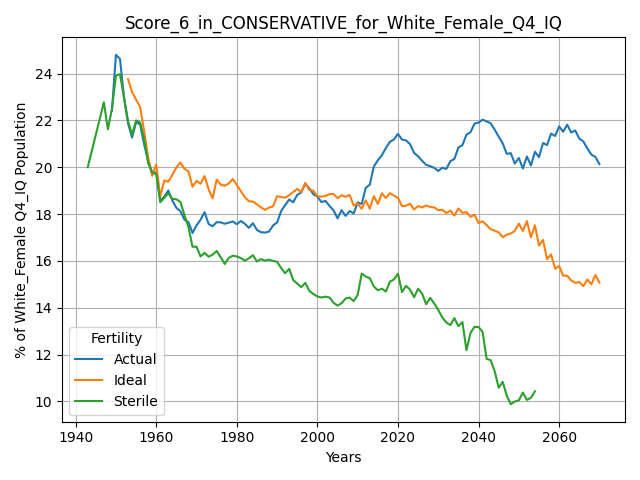 Score_6_in_CONSERVATIVE_for_White_Female_Q4_IQ
% of White_Female Q4_IQ Population
24
22
20
18
16
14
12
10
Fertility
Actual
Ideal
Sterile
1940 1960 1980 2000 2020 2040 2060
Years